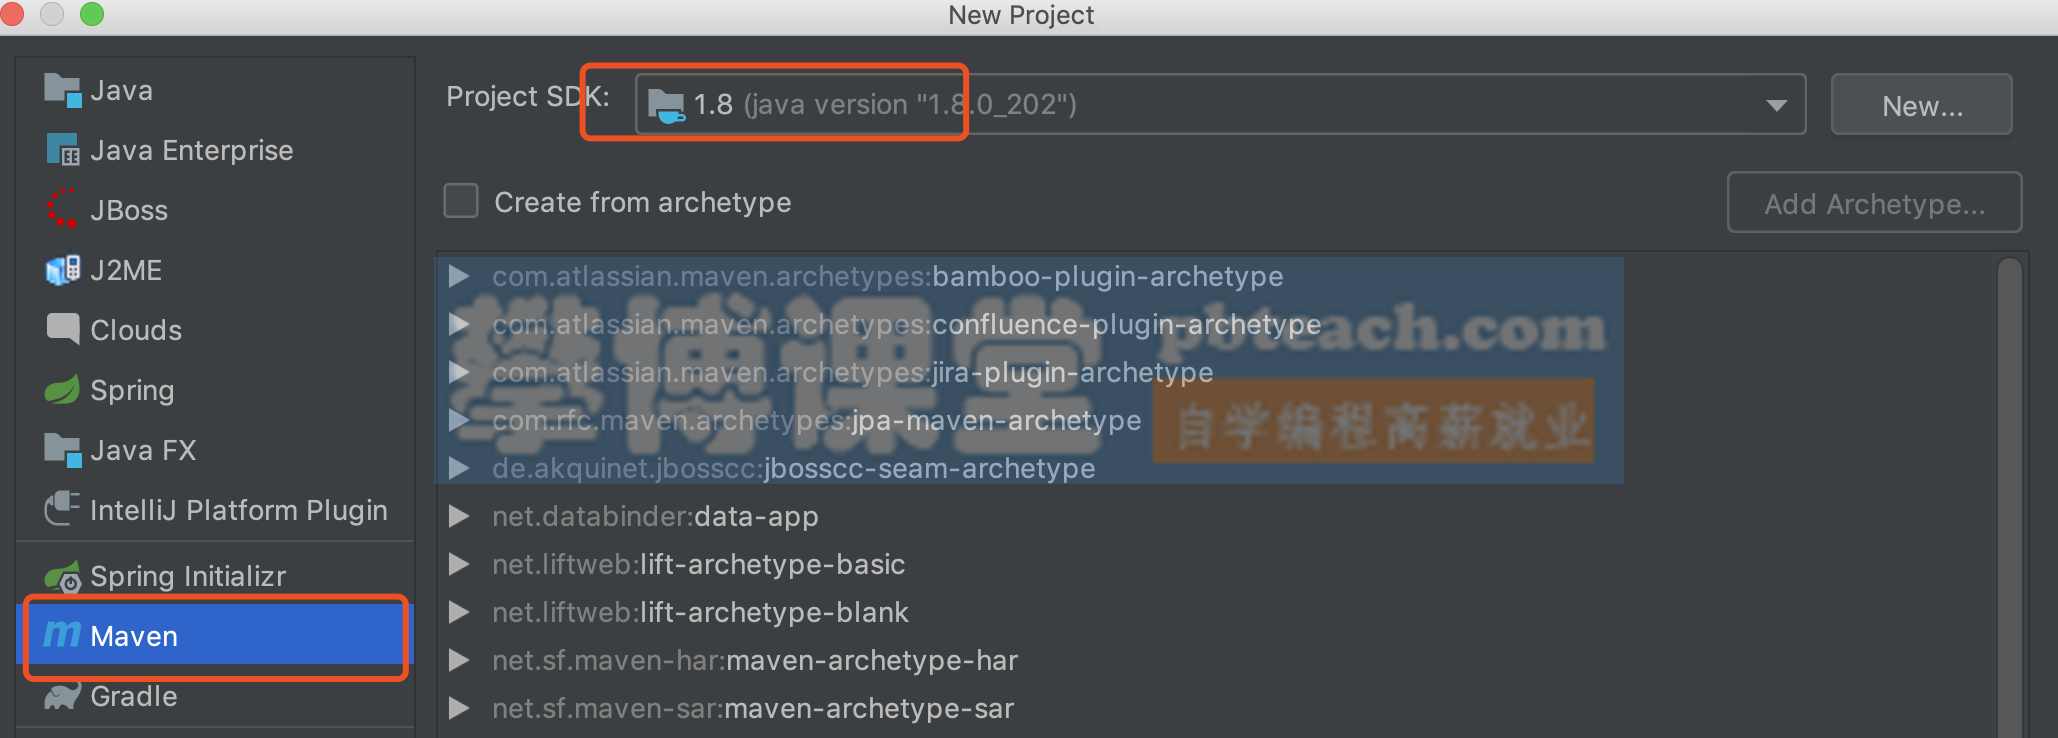 New Project
Java
Java Enterprise
JBoss
J2ME
Clouds
Spring
Java FX
IntelliJ Platform Plugin
Spring Initializr
Maven
Gradle
Project SDK:
1.8 (java version "1.8.0_202")
New...
Create from archetype
Add Archetype...
com.atlassian.maven.archetypes:bamboo-plugin-archetype
com.atlassian.maven.archetypes:confluence-plugin-archetype
com.atlassian.maven.archetypes:jira-plugin-archetype
com.rfc.maven.archetypes:jpa-maven-archetype
de.akquinet.jbosscc:jbosscc-seam-archetype
net.databinder:data-app
net.liftweb:lift-archetype-basic
net.liftweb:lift-archetype-blank
net.sf.maven-har:maven-archetype-har
net.sf.maven-sar:maven-archetype-sar
攀博课堂
pbteach.com
自学编程高薪就业